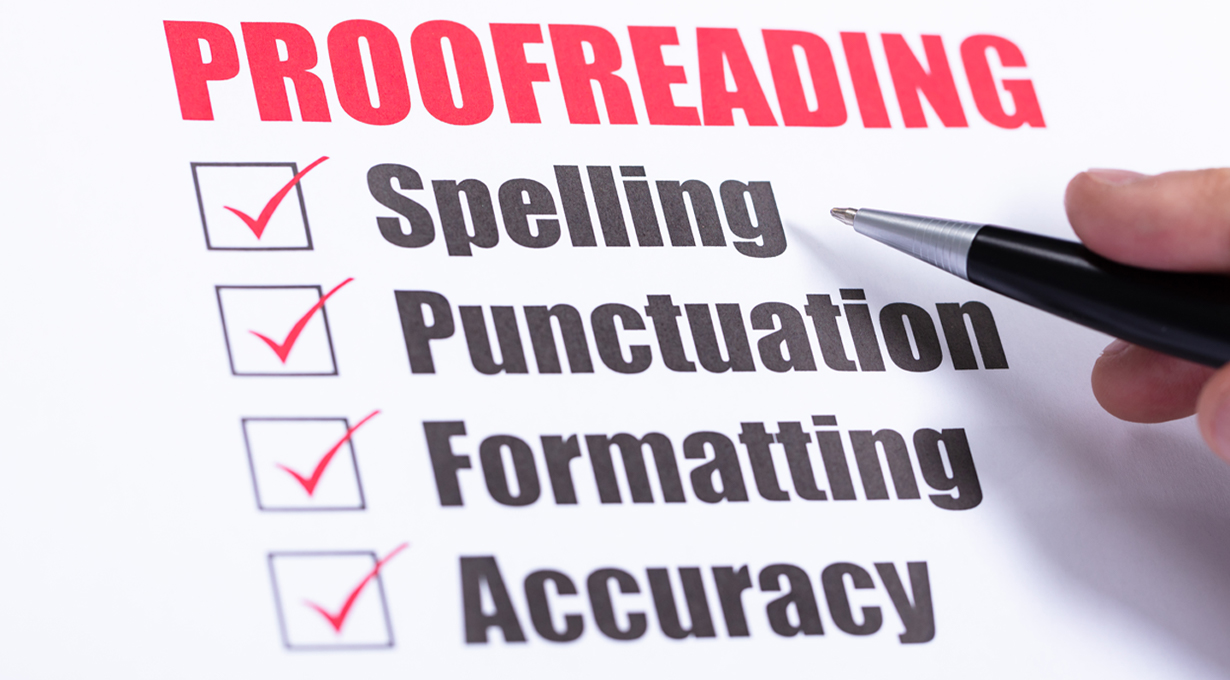 PROOFREADING
Spelling
Punctuation
Formatting
Accuracy